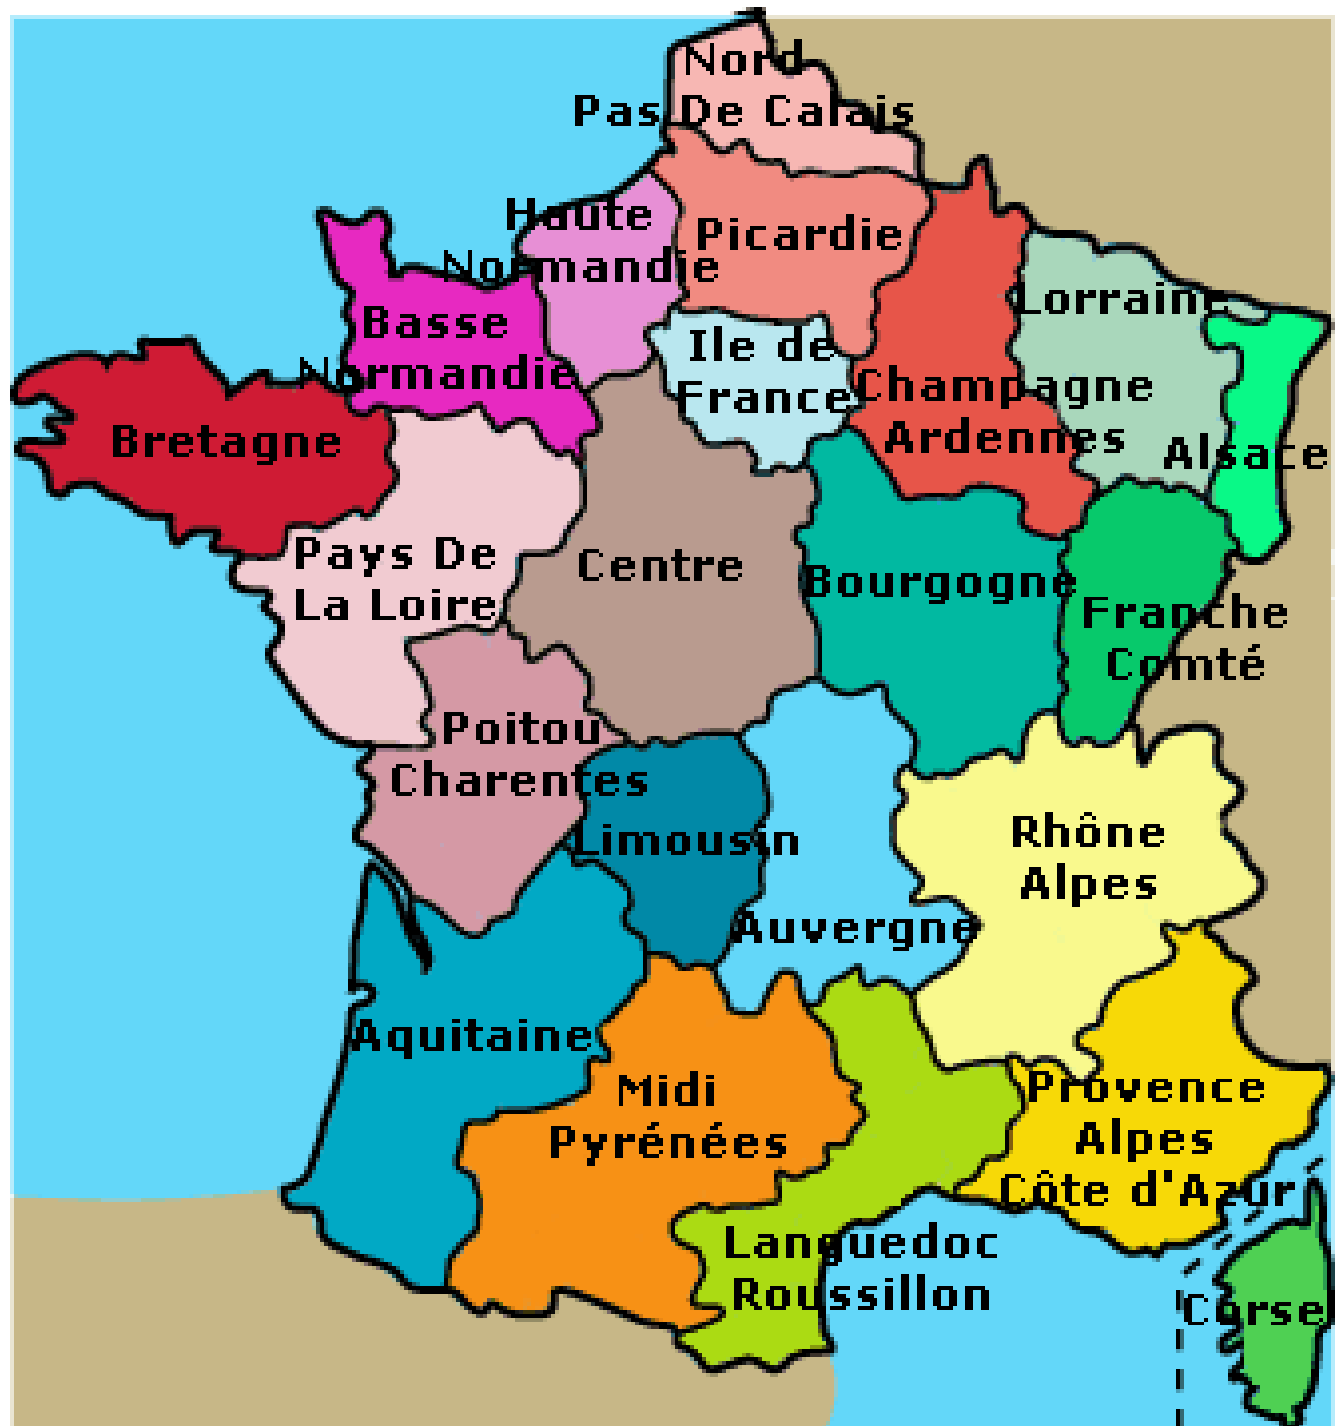 Nord
Pas De Calais
Haute
Normandie
Picardie
Basse
Normandie
Ile de
France
Lorraine
Champagne
Ardennes
Alsace
Bretagne
Pays De
La Loire
Centre
Bourgogne
Franche
Comté
Poitou
Charentes
Limousin
Rhône
Alpes
Auvergne
Aquitaine
Midi
Pyrénées
Provence
Alpes
Côte d'Azur
Languedoc
Roussillon
Corse